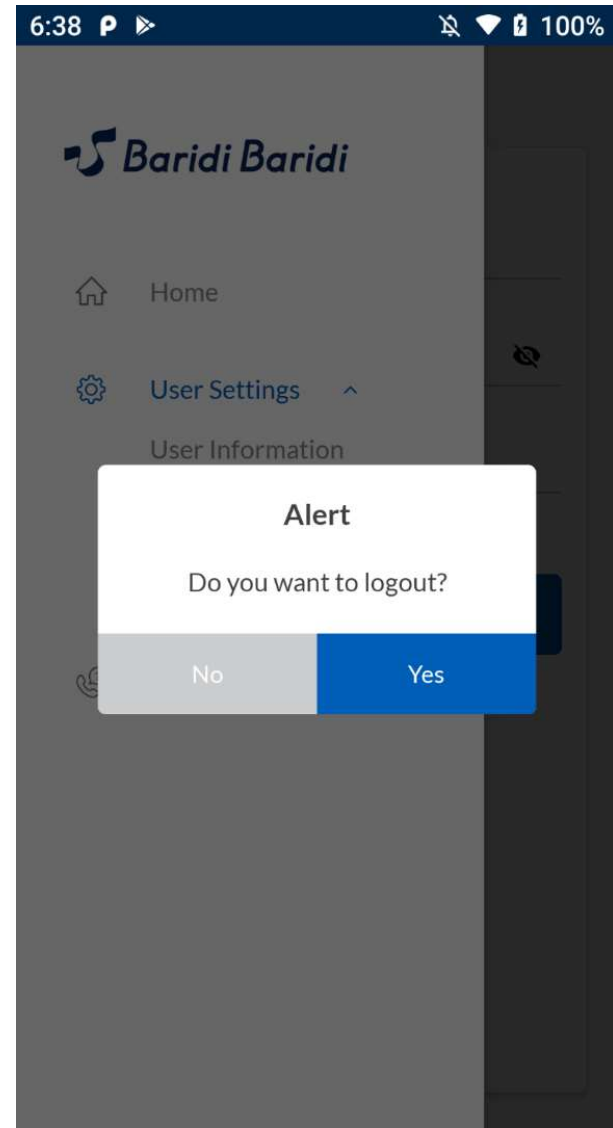 6:38 100%
Baridi Baridi
Home
User Settings
User Information
Alert
Do you want to logout?
No Yes